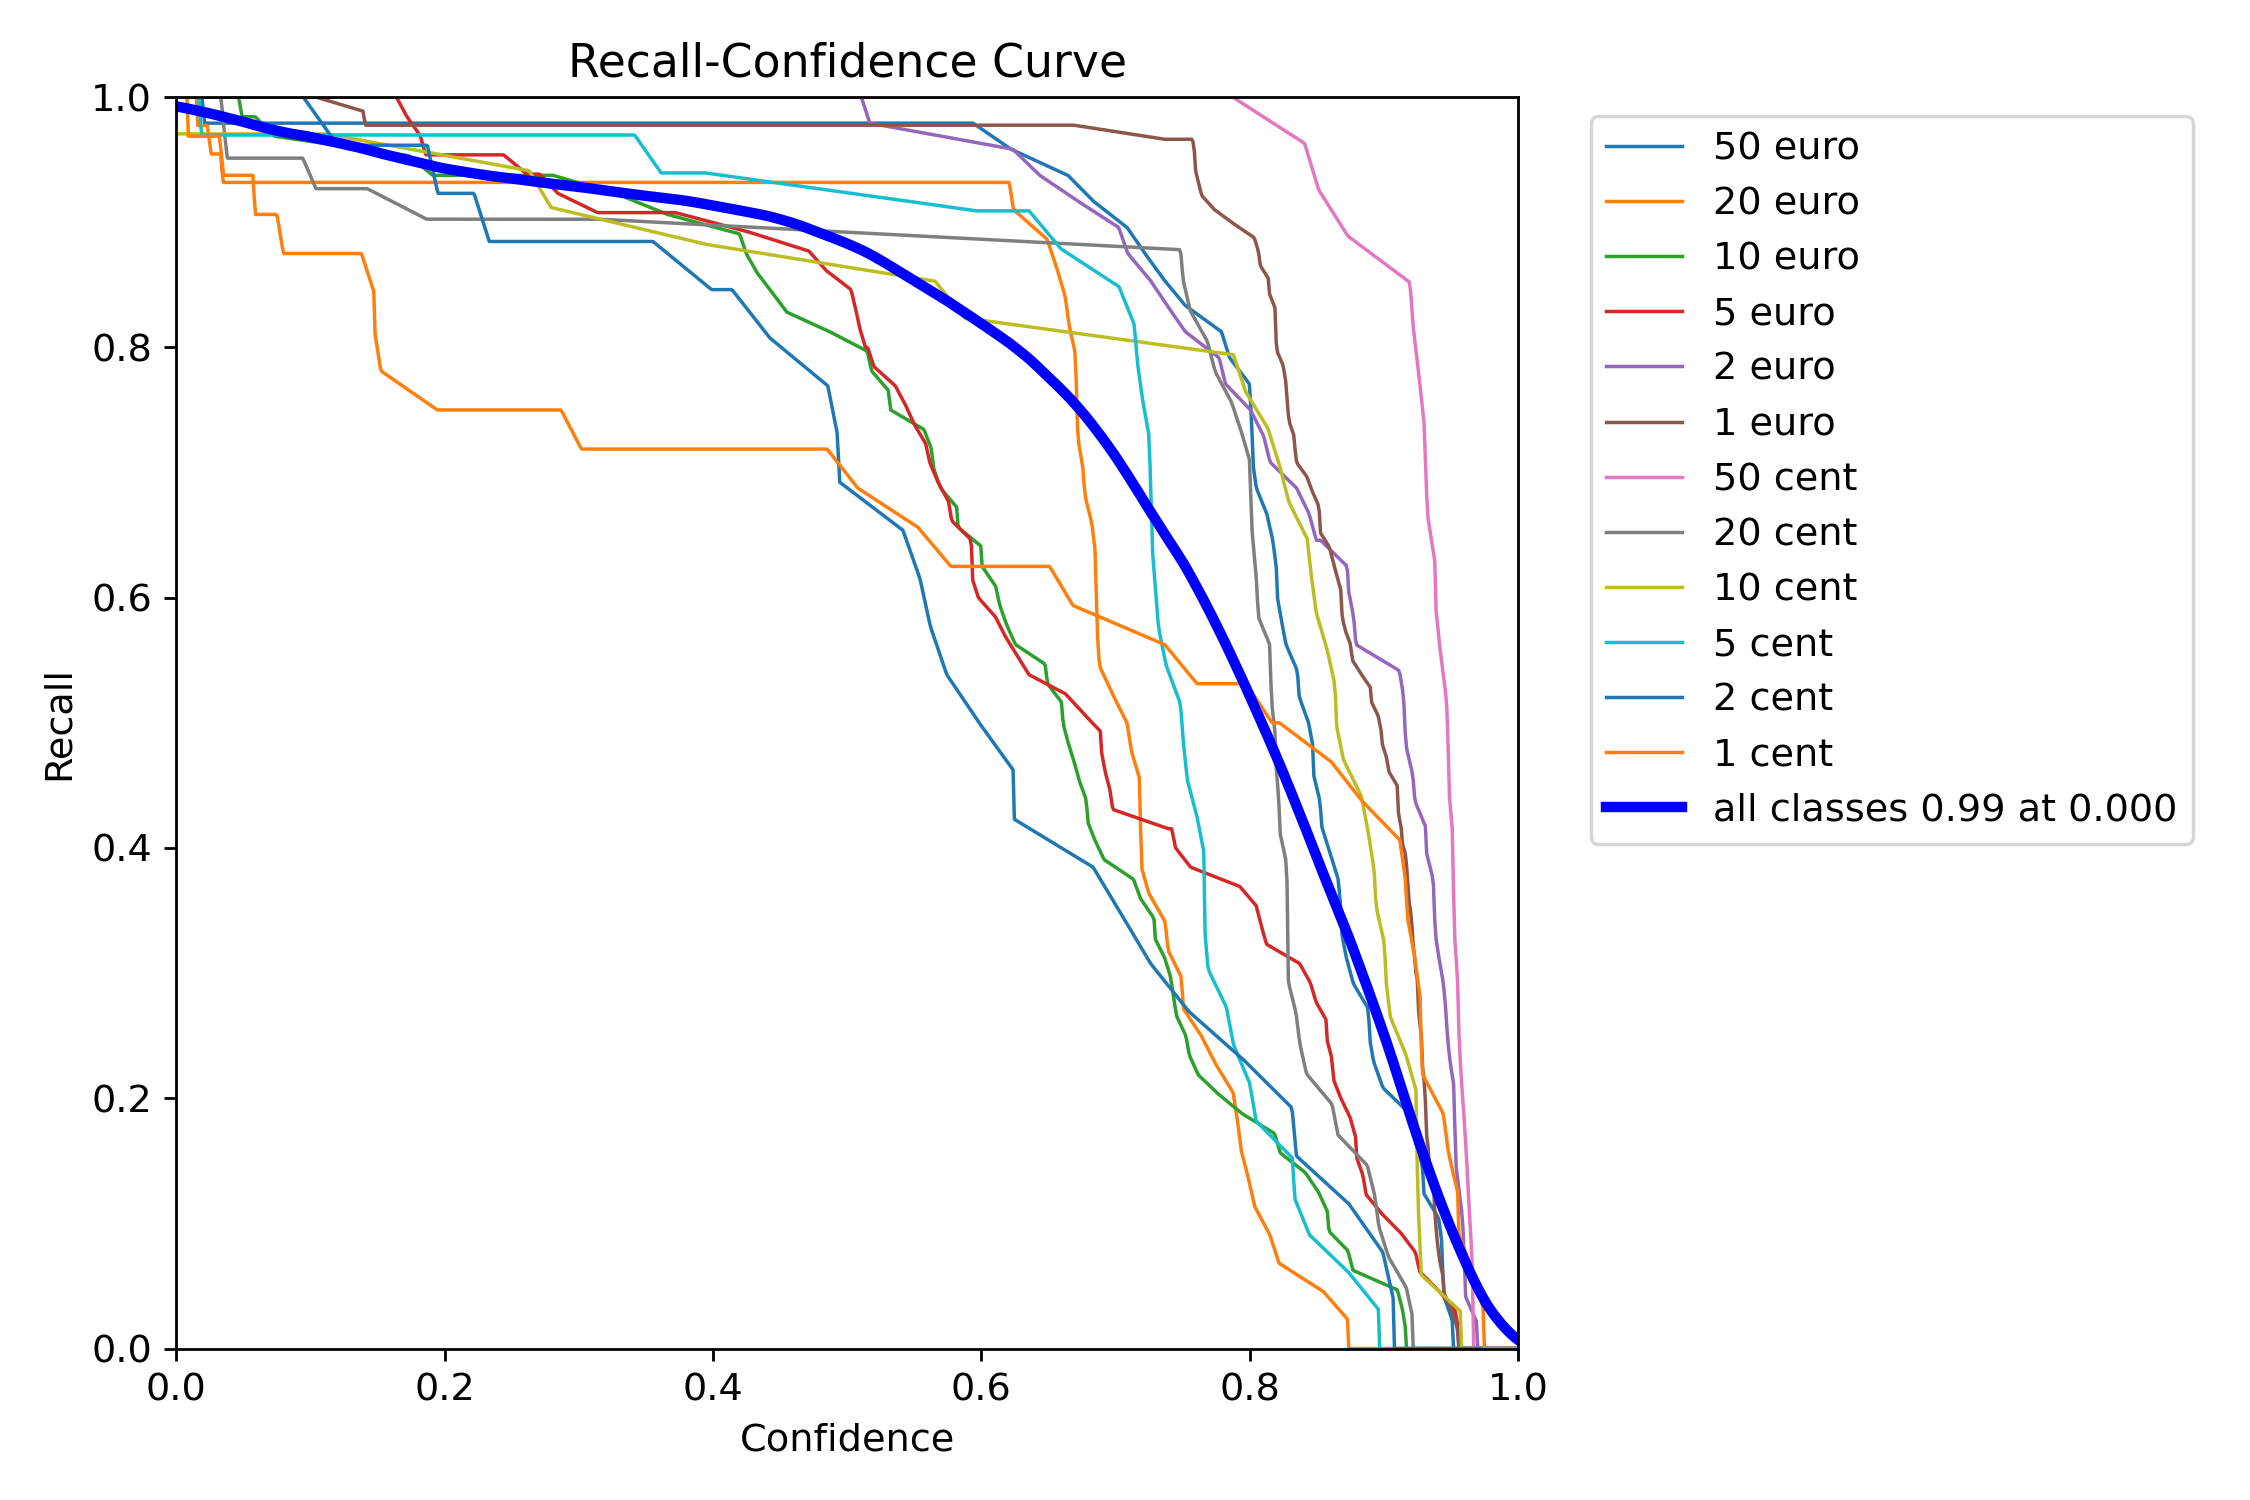 Recall-Confidence Curve
1.0
0.8
0.6
0.4
0.2
0.0
Recall
0.0 0.2 0.4 0.6 0.8 1.0
Confidence
50 euro
20 euro
10 euro
5 euro
2 euro
1 euro
50 cent
20 cent
10 cent
5 cent
2 cent
1 cent
all classes 0.99 at 0.000